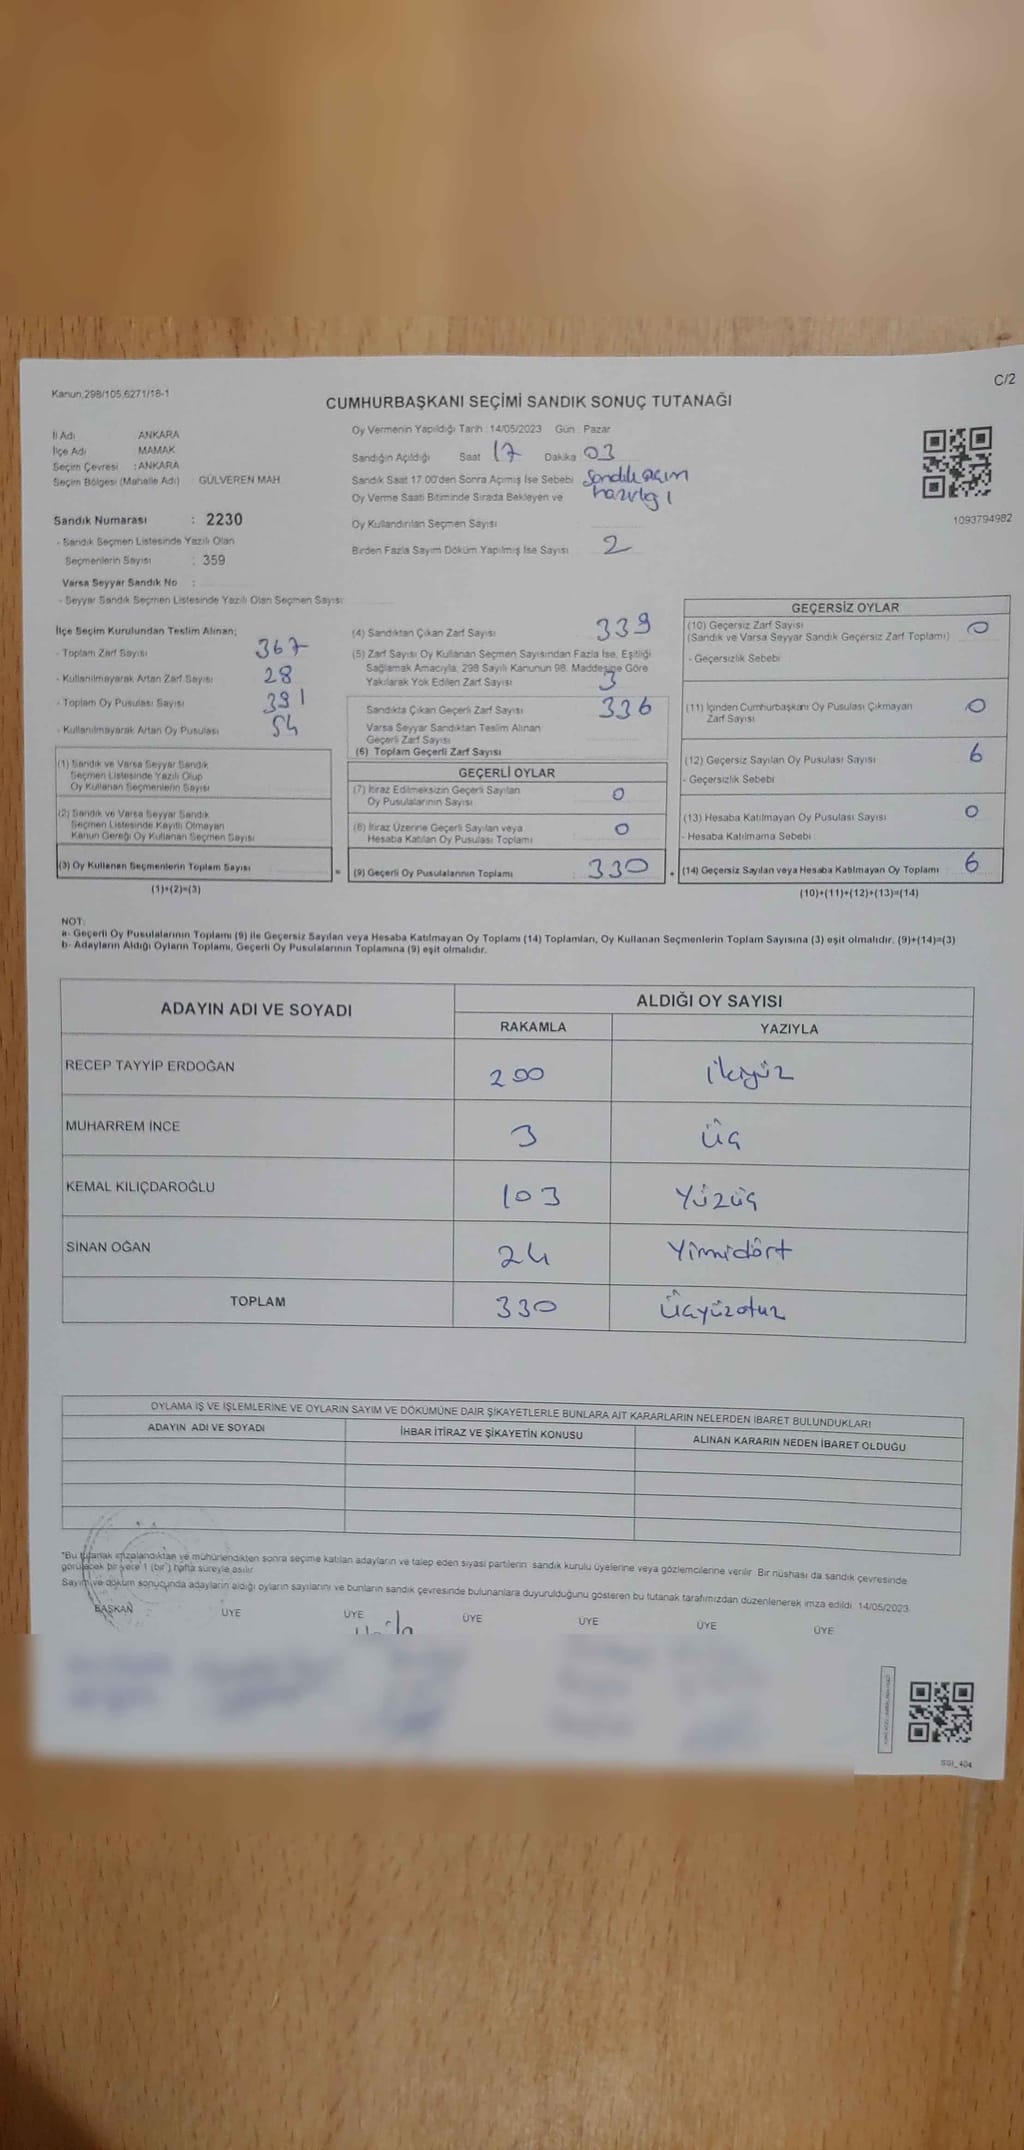 Kanun,298/105,6271/18-1
C/2
CUMHURBAŞKANI SEÇİMİ SANDIK SONUÇ TUTANAĞI
İl Adı ANKARA
İlçe Adı MAMAK
Seçim Çevresi : ANKARA
Seçim Bölgesi (Mahalle Adı) GÜLVEREN MAH
Sandık Numarası : 2230
- Sandık Seçmen Listesinde Yazılı Olan
Seçmenlerin Sayısı : 359
Varsa Seyyar Sandık No :
- Seyyar Sandık Seçmen Listesinde Yazılı Olan Seçmen Sayısı
Oy Vermenin Yapıldığı Tarih : 14/05/2023 Gün : Pazar
Sandığın Açıldığı Saat 17 Dakika 03
Sandık Saat 17.00'den Sonra Açımış İse Sebebi Sandık açım
Oy Verme Saati Bitiminde Sırada Bekleyen ve hazırlığı
Oy Kullandırılan Seçmen Sayısı
Birden Fazla Sayım Döküm Yapılmış İse Sayısı 2
1093794982
İlçe Seçim Kurulundan Teslim Alınan;
- Toplam Zarf Sayısı 367
- Kullanılmayarak Artan Zarf Sayısı 28
- Toplam Oy Pusulası Sayısı 391
- Kullanılmayarak Artan Oy Pusulası 54
(1) Sandık ve Varsa Seyyar Sandık
Seçmen Listesinde Yazılı Olup
Oy Kullanan Seçmenlerin Sayısı
(2) Sandık ve Varsa Seyyar Sandık
Seçmen Listesinde Kayıtlı Olmayan
Kanun Gereği Oy Kullanan Seçmen Sayısı
(3) Oy Kullanan Seçmenlerin Toplam Sayısı =
(1)+(2)=(3)
(4) Sandıktan Çıkan Zarf Sayısı 339
(5) Zarf Sayısı Oy Kullanan Seçmen Sayısından Fazla İse, Eşitliği
Sağlamak Amacıyla, 298 Sayılı Kanunun 98. Maddesine Göre
Yakılarak Yok Edilen Zarf Sayısı 3
Sandıkta Çıkan Geçerli Zarf Sayısı 336
Varsa Seyyar Sandıktan Teslim Alınan
Geçerli Zarf Sayısı
(6) Toplam Geçerli Zarf Sayısı
GEÇERLİ OYLAR
(7) İtiraz Edilmeksizin Geçerli Sayılan
Oy Pusulalarının Sayısı 0
(8) İtiraz Üzerine Geçerli Sayılan veya
Hesaba Katılan Oy Pusulası Toplamı 0
(9) Geçerli Oy Pusulalarının Toplamı : 330 +
GEÇERSİZ OYLAR
(10) Geçersiz Zarf Sayısı
(Sandık ve Varsa Seyyar Sandık Geçersiz Zarf Toplamı) 0
- Geçersizlik Sebebi
(11) İçinden Cumhurbaşkanı Oy Pusulası Çıkmayan
Zarf Sayısı 0
(12) Geçersiz Sayılan Oy Pusulası Sayısı 6
- Geçersizlik Sebebi
(13) Hesaba Katılmayan Oy Pusulası Sayısı 0
- Hesaba Katılmama Sebebi
(14) Geçersiz Sayılan veya Hesaba Katılmayan Oy Toplamı 6
(10)+(11)+(12)+(13)=(14)
NOT:
a- Geçerli Oy Pusulalarının Toplamı (9) ile Geçersiz Sayılan veya Hesaba Katılmayan Oy Toplamı (14) Toplamları, Oy Kullanan Seçmenlerin Toplam Sayısına (3) eşit olmalıdır. (9)+(14)=(3)
b- Adayların Aldığı Oyların Toplamı, Geçerli Oy Pusulalarının Toplamına (9) eşit olmalıdır.
ADAYIN ADI VE SOYADI ALDIĞI OY SAYISI
RAKAMLA YAZIYLA
RECEP TAYYİP ERDOĞAN 200 ikiyüz
MUHARREM İNCE 3 üç
KEMAL KILIÇDAROĞLU 103 Yüzüç
SİNAN OĞAN 24 Yirmidört
TOPLAM 330 Üçyüzotuz
OYLAMA İŞ VE İŞLEMLERİNE VE OYLARIN SAYIM VE DÖKÜMÜNE DAİR ŞİKAYETLERLE BUNLARA AİT KARARLARIN NELERDEN İBARET BULUNDUKLARI
ADAYIN ADI VE SOYADI İHBAR İTİRAZ VE ŞİKAYETİN KONUSU ALINAN KARARIN NEDEN İBARET OLDUĞU
*Bu tutanak imzalandıktan ve mühürlendikten sonra seçime katılan adayların ve talep eden siyasi partilerin sandık kurulu üyelerine veya gözlemcilerine verilir. Bir nüshası da sandık çevresinde
görülecek bir yere 1 (bir) hafta süreyle asılır.
Sayım ve döküm sonucunda adayların aldığı oyların sayılarını ve bunların sandık çevresinde bulunanlara duyurulduğunu gösteren bu tutanak tarafımızdan düzenlenerek imza edildi. 14/05/2023
BAŞKAN ÜYE ÜYE ÜYE ÜYE ÜYE ÜYE
SGI_404